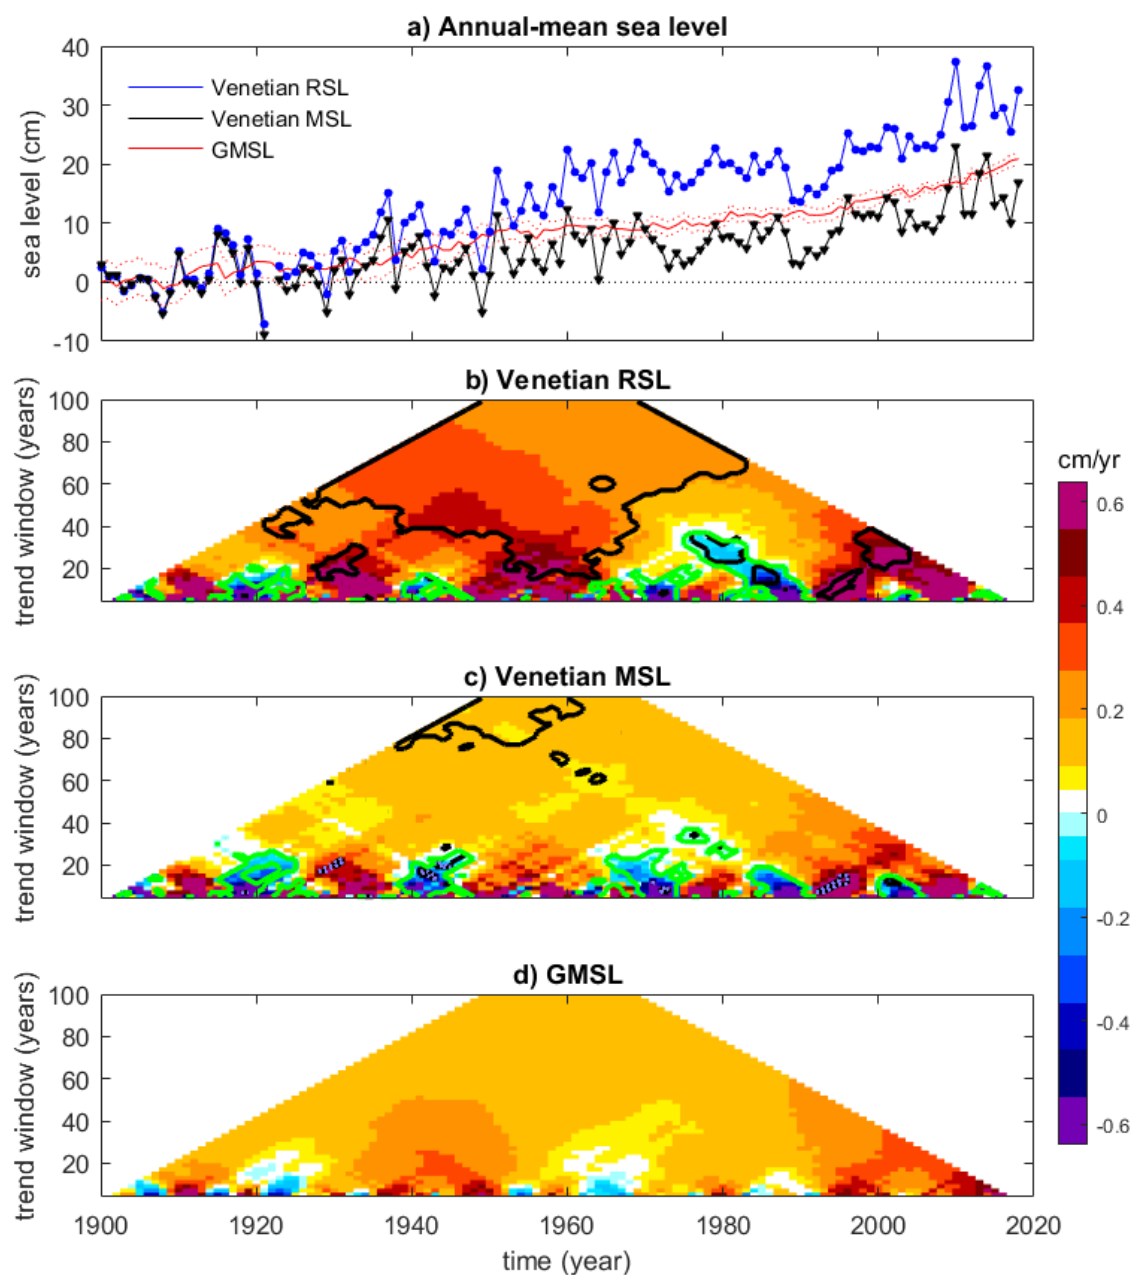 a) Annual-mean sea level
40
30
20
10
0
-10
sea level (cm)
Venetian RSL
Venetian MSL
GMSL
b) Venetian RSL
100
80
60
40
20
trend window (years)
c) Venetian MSL
100
80
60
40
20
trend window (years)
d) GMSL
100
80
60
40
20
trend window (years)
1900 1920 1940 1960 1980 2000 2020
time (year)
cm/yr
0.6
0.4
0.2
0
-0.2
-0.4
-0.6